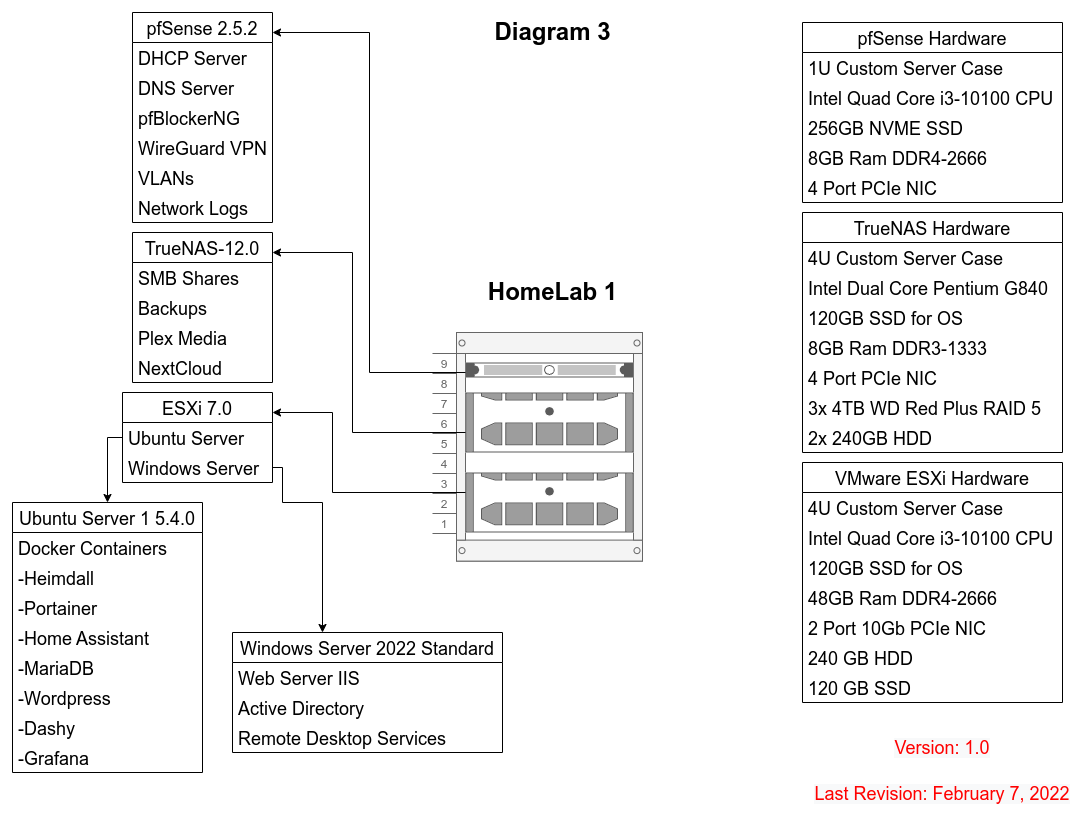 Diagram 3
pfSense 2.5.2
DHCP Server
DNS Server
pfBlockerNG
WireGuard VPN
VLANs
Network Logs
TrueNAS-12.0
SMB Shares
Backups
Plex Media
NextCloud
ESXi 7.0
Ubuntu Server
Windows Server
Ubuntu Server 1 5.4.0
Docker Containers
-Heimdall
-Portainer
-Home Assistant
-MariaDB
-Wordpress
-Dashy
-Grafana
Windows Server 2022 Standard
Web Server IIS
Active Directory
Remote Desktop Services
HomeLab 1
9
8
7
6
5
4
3
2
1
pfSense Hardware
1U Custom Server Case
Intel Quad Core i3-10100 CPU
256GB NVME SSD
8GB Ram DDR4-2666
4 Port PCIe NIC
TrueNAS Hardware
4U Custom Server Case
Intel Dual Core Pentium G840
120GB SSD for OS
8GB Ram DDR3-1333
4 Port PCIe NIC
3x 4TB WD Red Plus RAID 5
2x 240GB HDD
VMware ESXi Hardware
4U Custom Server Case
Intel Quad Core i3-10100 CPU
120GB SSD for OS
48GB Ram DDR4-2666
2 Port 10Gb PCIe NIC
240 GB HDD
120 GB SSD
Version: 1.0
Last Revision: February 7, 2022